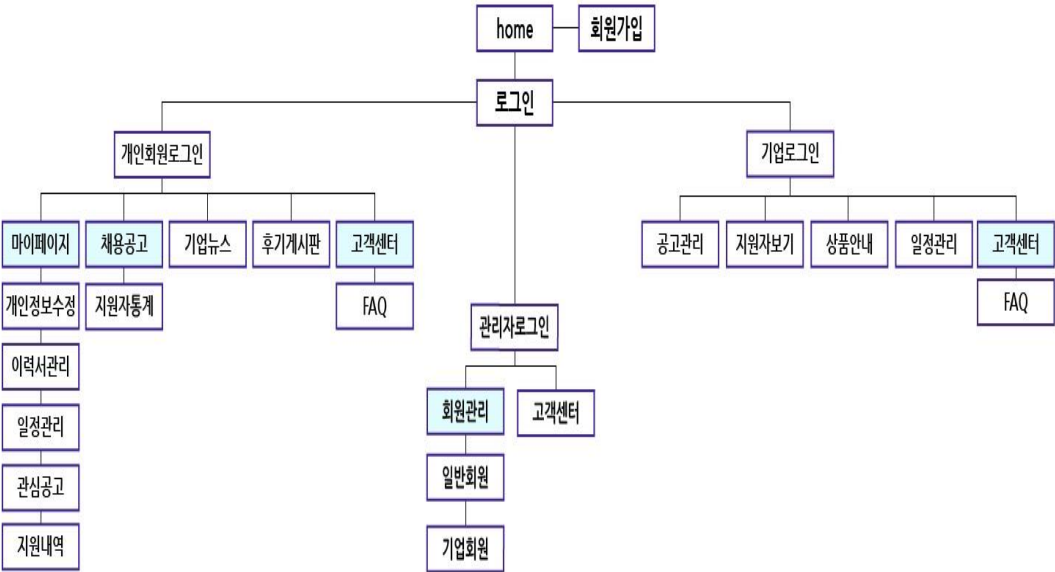 home
회원가입
로그인
개인회원로그인
기업로그인
마이페이지
채용공고
기업뉴스
후기게시판
고객센터
공고관리
지원자보기
상품안내
일정관리
고객센터
개인정보수정
지원자통계
FAQ
FAQ
관리자로그인
이력서관리
회원관리
고객센터
일정관리
일반회원
관심공고
지원내역
기업회원